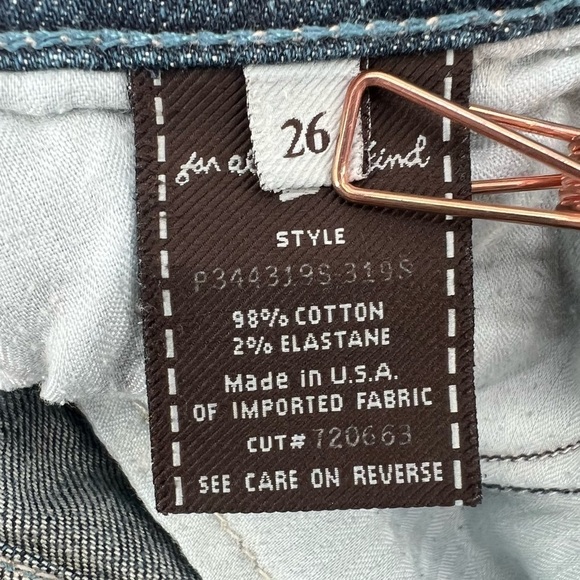 26
for al kind
STYLE
P344319S-319S
98% COTTON
2% ELASTANE
Made in U.S.A.
OF IMPORTED FABRIC
CUT# 720663
SEE CARE ON REVERSE